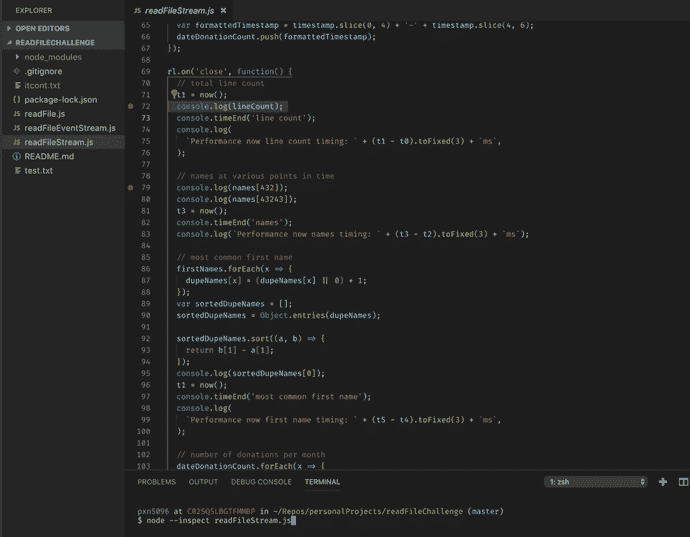 EXPLORER
OPEN EDITORS
READFILECHALLENGE
node_modules
.gitignore
itcont.txt
package-lock.json
JS readFile.js
JS readFileEventStream.js
JS readFileStream.js
README.md
test.txt
JS readFileStream.js ×
65 var formattedTimestamp = timestamp.slice(0, 4) + '-' + timestamp.slice(4, 6);
66 dateDonationCount.push(formattedTimestamp);
67 });
68
69 rl.on('close', function() {
70 // total line count
71 t1 = now();
72 console.log(lineCount);
73 console.timeEnd('line count');
74 console.log(
75 `Performance now line count timing: ` + (t1 - t0).toFixed(3) + `ms`,
76 );
77
78 // names at various points in time
79 console.log(names[432]);
80 console.log(names[43243]);
81 t3 = now();
82 console.timeEnd('names');
83 console.log(`Performance now names timing: ` + (t3 - t2).toFixed(3) + `ms`);
84
85 // most common first name
86 firstNames.forEach(x => {
87 dupeNames[x] = (dupeNames[x] || 0) + 1;
88 });
89 var sortedDupeNames = [];
90 sortedDupeNames = Object.entries(dupeNames);
91
92 sortedDupeNames.sort((a, b) => {
93 return b[1] - a[1];
94 });
95 console.log(sortedDupeNames[0]);
96 t1 = now();
97 console.timeEnd('most common first name');
98 console.log(
99 `Performance now first name timing: ` + (t5 - t4).toFixed(3) + `ms`,
100 );
101
102 // number of donations per month
103 dateDonationCount.forEach(x => {
PROBLEMS OUTPUT DEBUG CONSOLE TERMINAL 1: zsh
pxn5096 at in ~/Repos/personalProjects/readFileChallenge (master)
$ node --inspect readFileStream.js